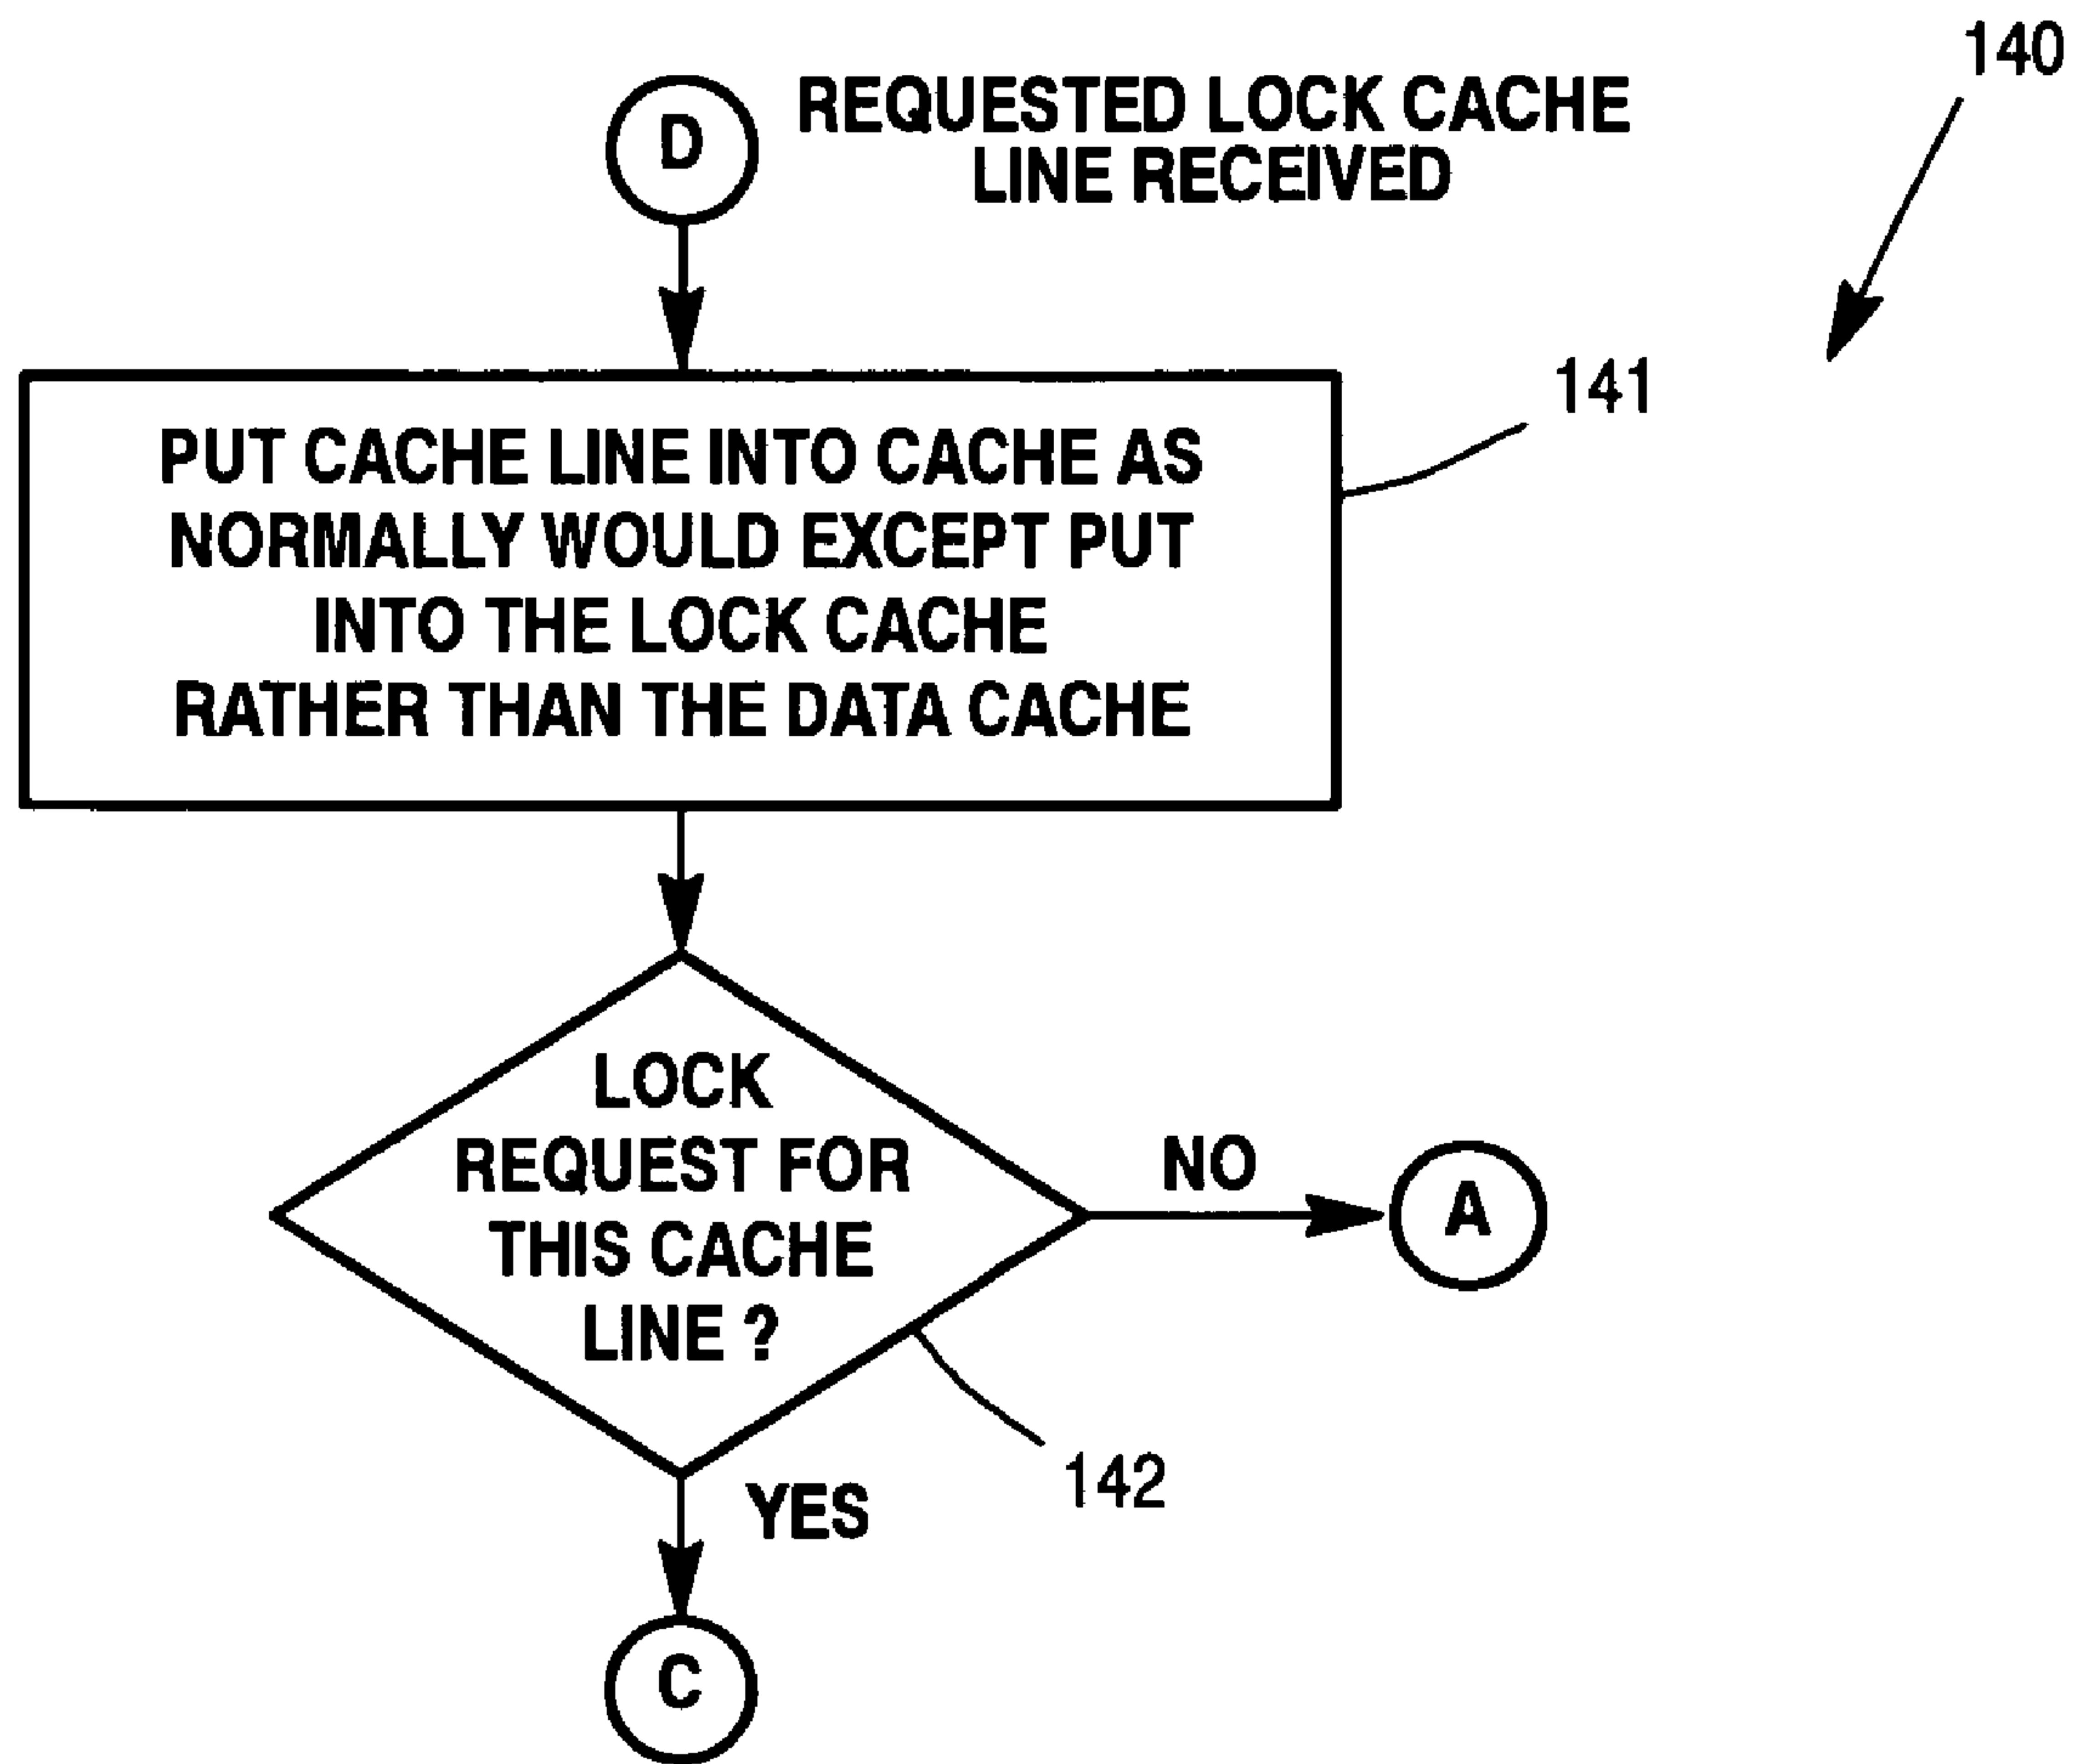 140
D
REQUESTED LOCK CACHE
LINE RECEIVED
141
PUT CACHE LINE INTO CACHE AS
NORMALLY WOULD EXCEPT PUT
INTO THE LOCK CACHE
RATHER THAN THE DATA CACHE
LOCK
REQUEST FOR
THIS CACHE
LINE ?
NO
A
142
YES
C